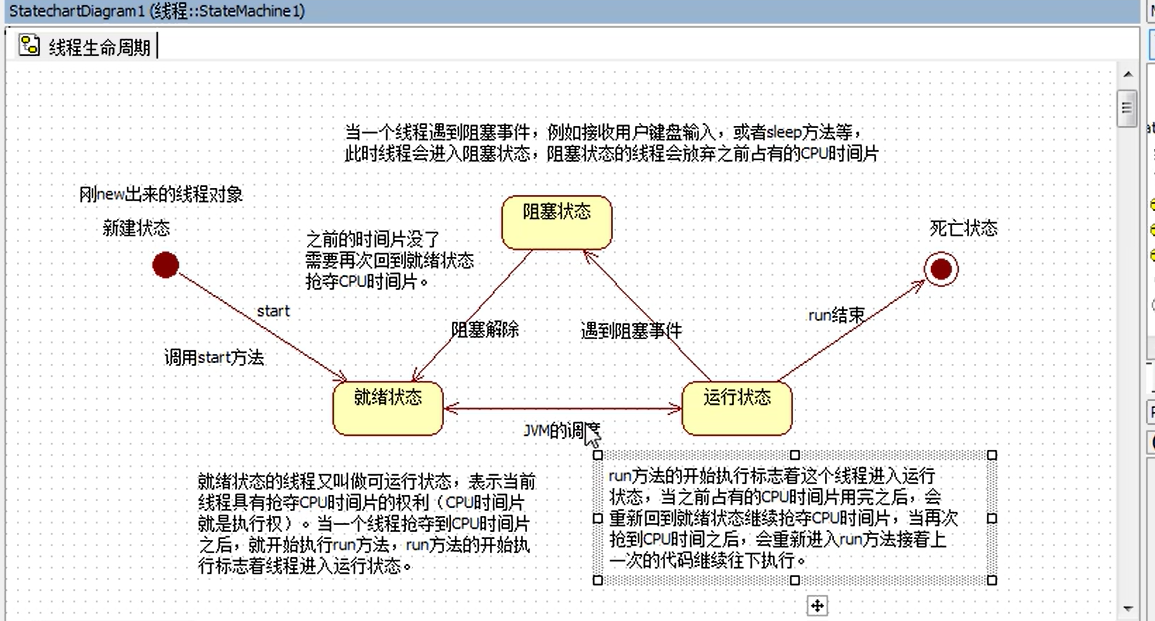 StatechartDiagram1 (线程::StateMachine1)
线程生命周期
当一个线程遇到阻塞事件，例如接收用户键盘输入，或者sleep方法等，
此时线程会进入阻塞状态，阻塞状态的线程会放弃之前占有的CPU时间片
刚new出来的线程对象
新建状态
阻塞状态
死亡状态
之前的时间片没了
需要再次回到就绪状态
抢夺CPU时间片。
start
调用start方法
阻塞解除
遇到阻塞事件
run结束
就绪状态
运行状态
JVM的调度
就绪状态的线程又叫做可运行状态，表示当前
线程具有抢夺CPU时间片的权利（CPU时间片
就是执行权）。当一个线程抢夺到CPU时间片
之后，就开始执行run方法，run方法的开始执
行标志着线程进入运行状态。
run方法的开始执行标志着这个线程进入运行
状态，当之前占有的CPU时间片用完之后，会
重新回到就绪状态继续抢夺CPU时间片，当再次
抢到CPU时间之后，会重新进入run方法接着上
一次的代码继续往下执行。